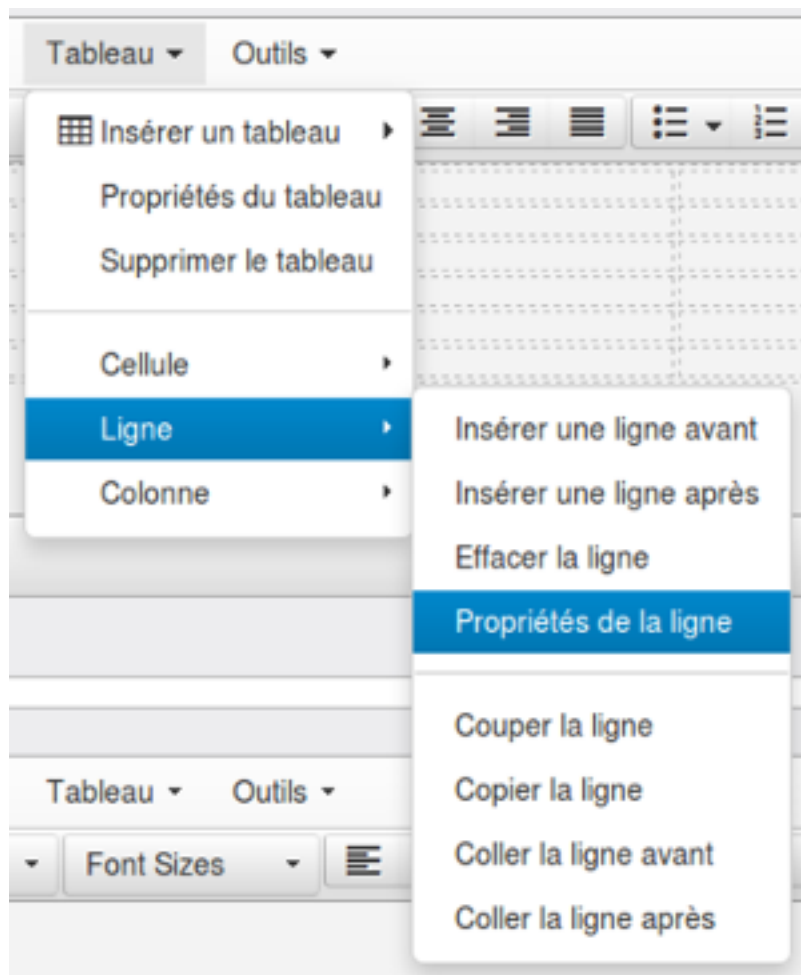 Tableau Outils
Insérer un tableau
Propriétés du tableau
Supprimer le tableau
Cellule
Ligne
Colonne
Insérer une ligne avant
Insérer une ligne après
Effacer la ligne
Propriétés de la ligne
Couper la ligne
Copier la ligne
Coller la ligne avant
Coller la ligne après
Tableau Outils
Font Sizes